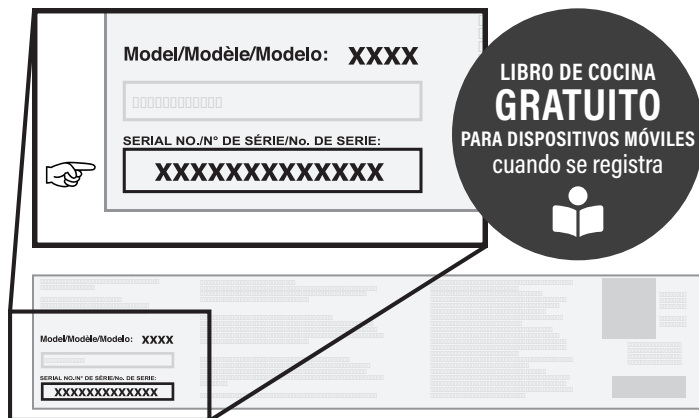 Model/Modèle/Modelo: XXXX
SERIAL NO./N° DE SÉRIE/No. DE SERIE:
XXXXXXXXXXXXX
LIBRO DE COCINA
GRATUITO
PARA DISPOSITIVOS MÓVILES
cuando se registra
Model/Modèle/Modelo: XXXX
SERIAL NO./N° DE SÉRIE/No. DE SERIE:
XXXXXXXXXXXXX